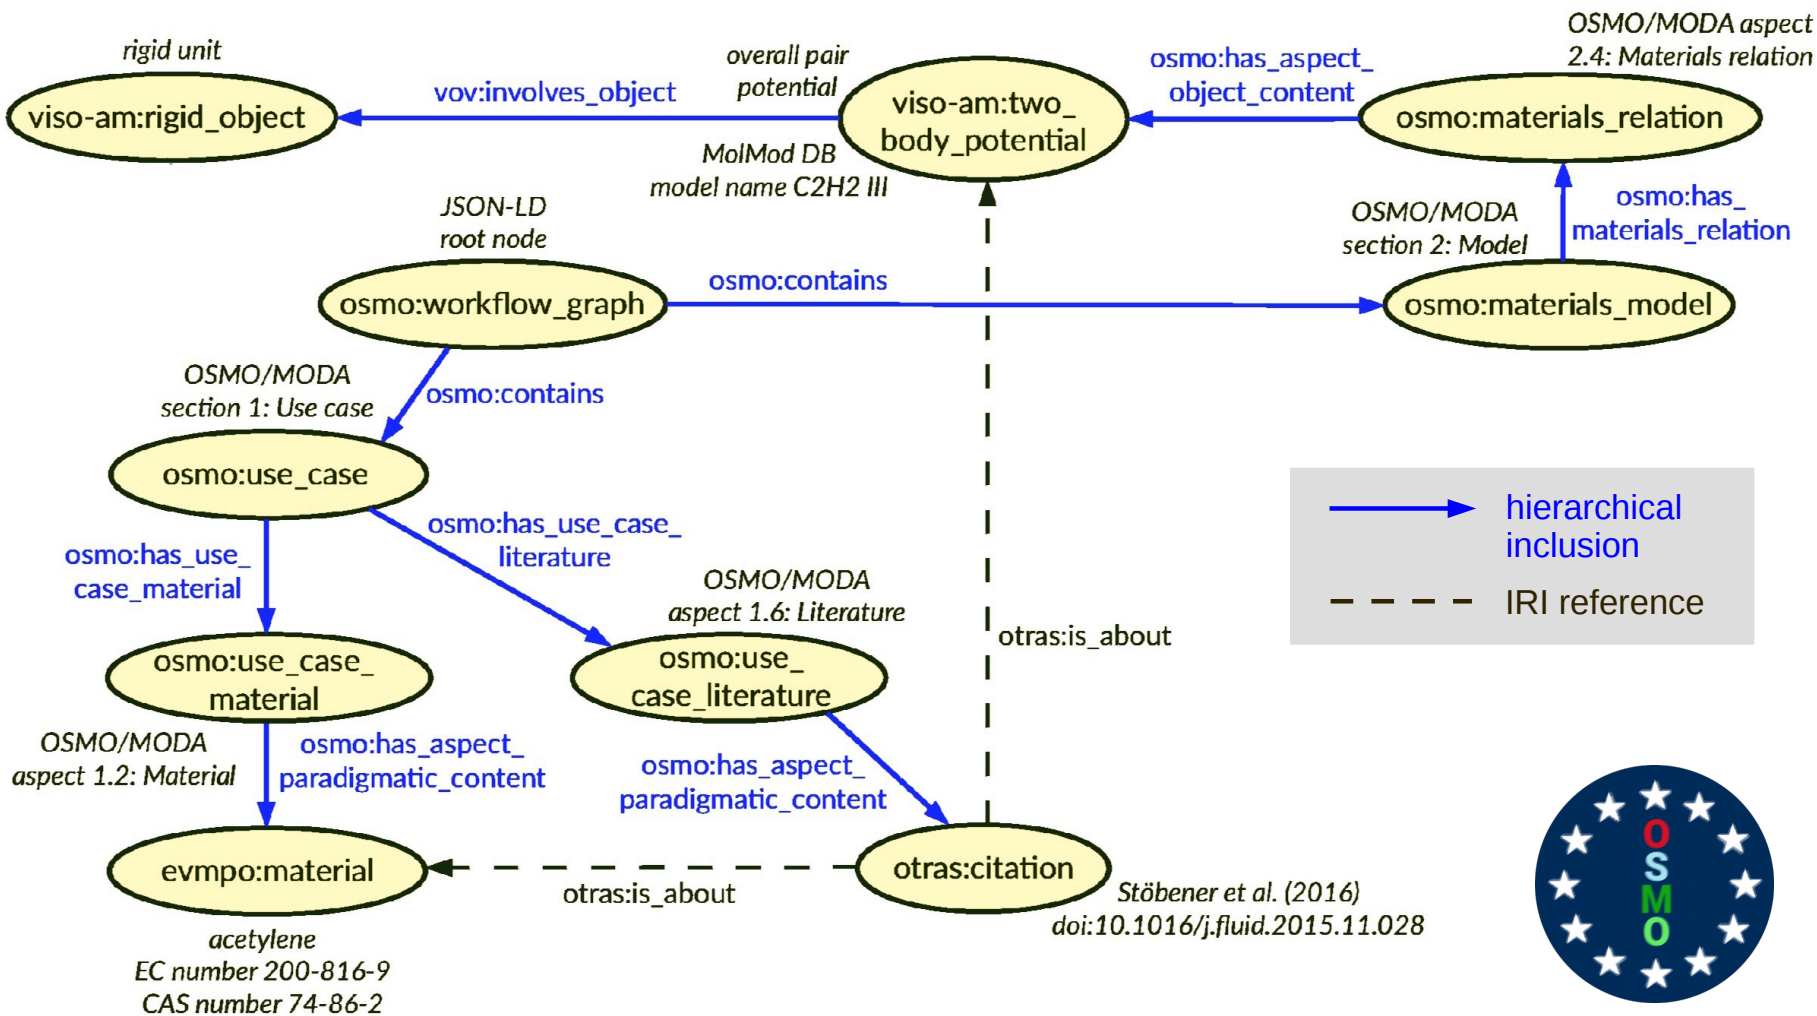 rigid unit
viso-am:rigid_object
vov:involves_object
overall pair
potential
viso-am:two_
body_potential
MolMod DB
model name C2H2 III
osmo:has_aspect_
object_content
OSMO/MODA aspect
2.4: Materials relation
osmo:materials_relation
osmo:has_
materials_relation
OSMO/MODA
section 2: Model
osmo:materials_model
JSON-LD
root node
osmo:workflow_graph
osmo:contains
osmo:contains
OSMO/MODA
section 1: Use case
osmo:use_case
osmo:has_use_
case_material
osmo:has_use_case_
literature
OSMO/MODA
aspect 1.6: Literature
osmo:use_case_
material
osmo:use_
case_literature
otras:is_about
OSMO/MODA
aspect 1.2: Material
osmo:has_aspect_
paradigmatic_content
osmo:has_aspect_
paradigmatic_content
evmpo:material
otras:is_about
otras:citation
Stöbener et al. (2016)
doi:10.1016/j.fluid.2015.11.028
acetylene
EC number 200-816-9
CAS number 74-86-2
hierarchical
inclusion
IRI reference
O
S
M
O